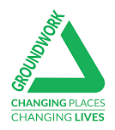 GROUNDWORK
CHANGING PLACES
CHANGING LIVES